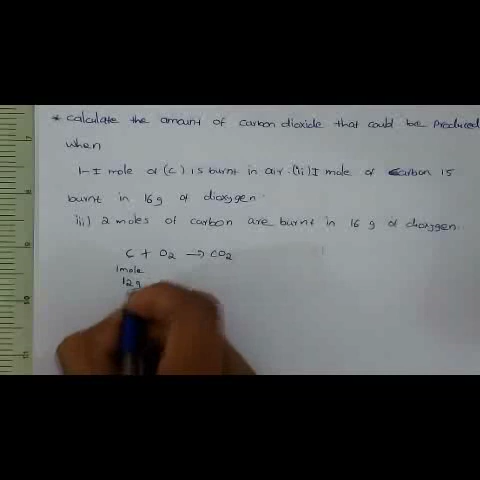 * Calculate the amount of carbon dioxide that could be produced
when
1- I mole of (c) is burnt in air. (ii) I mole of carbon is
burnt in 16g of dioxygen.
iii) 2 moles of carbon are burnt in 16 g of dioxygen.
C + O2 → CO2
1mole
12g